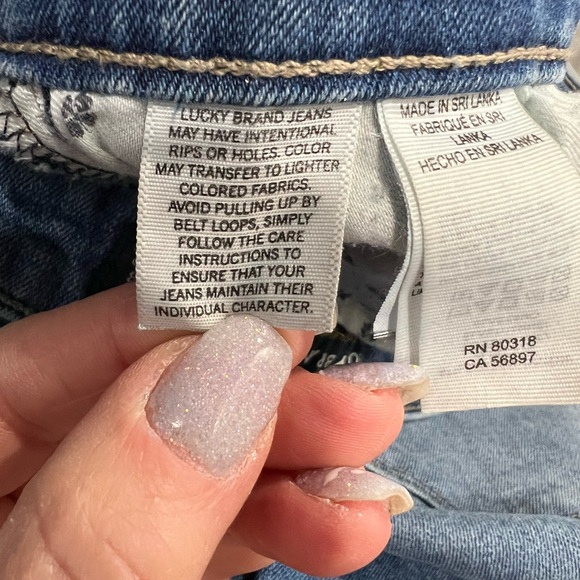 LUCKY BRAND JEANS
MAY HAVE INTENTIONAL
RIPS OR HOLES. COLOR
MAY TRANSFER TO LIGHTER
COLORED FABRICS.
AVOID PULLING UP BY
BELT LOOPS, SIMPLY
FOLLOW THE CARE
INSTRUCTIONS TO
ENSURE THAT YOUR
JEANS MAINTAIN THEIR
INDIVIDUAL CHARACTER.
MADE IN SRI LANKA
FABRIQUÉ EN SRI
LANKA
HECHO EN SRI LANKA
RN 80318
CA 56897